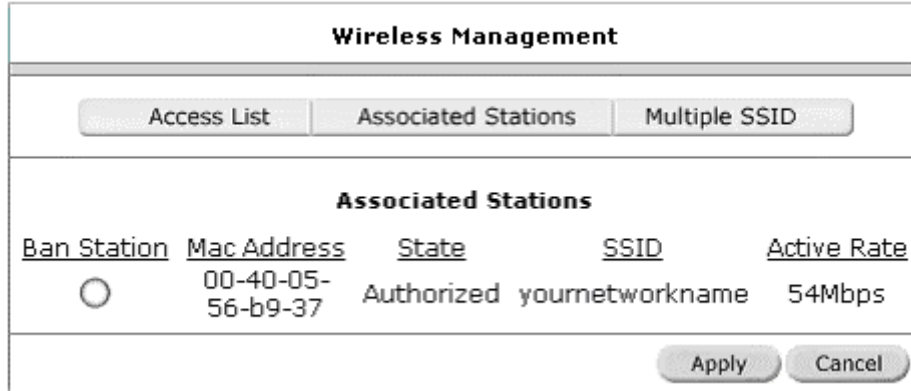 Wireless Management
Access List Associated Stations Multiple SSID
Associated Stations
Ban Station Mac Address State SSID Active Rate
00-40-05-
56-b9-37 Authorized yournetworkname 54Mbps
Apply Cancel